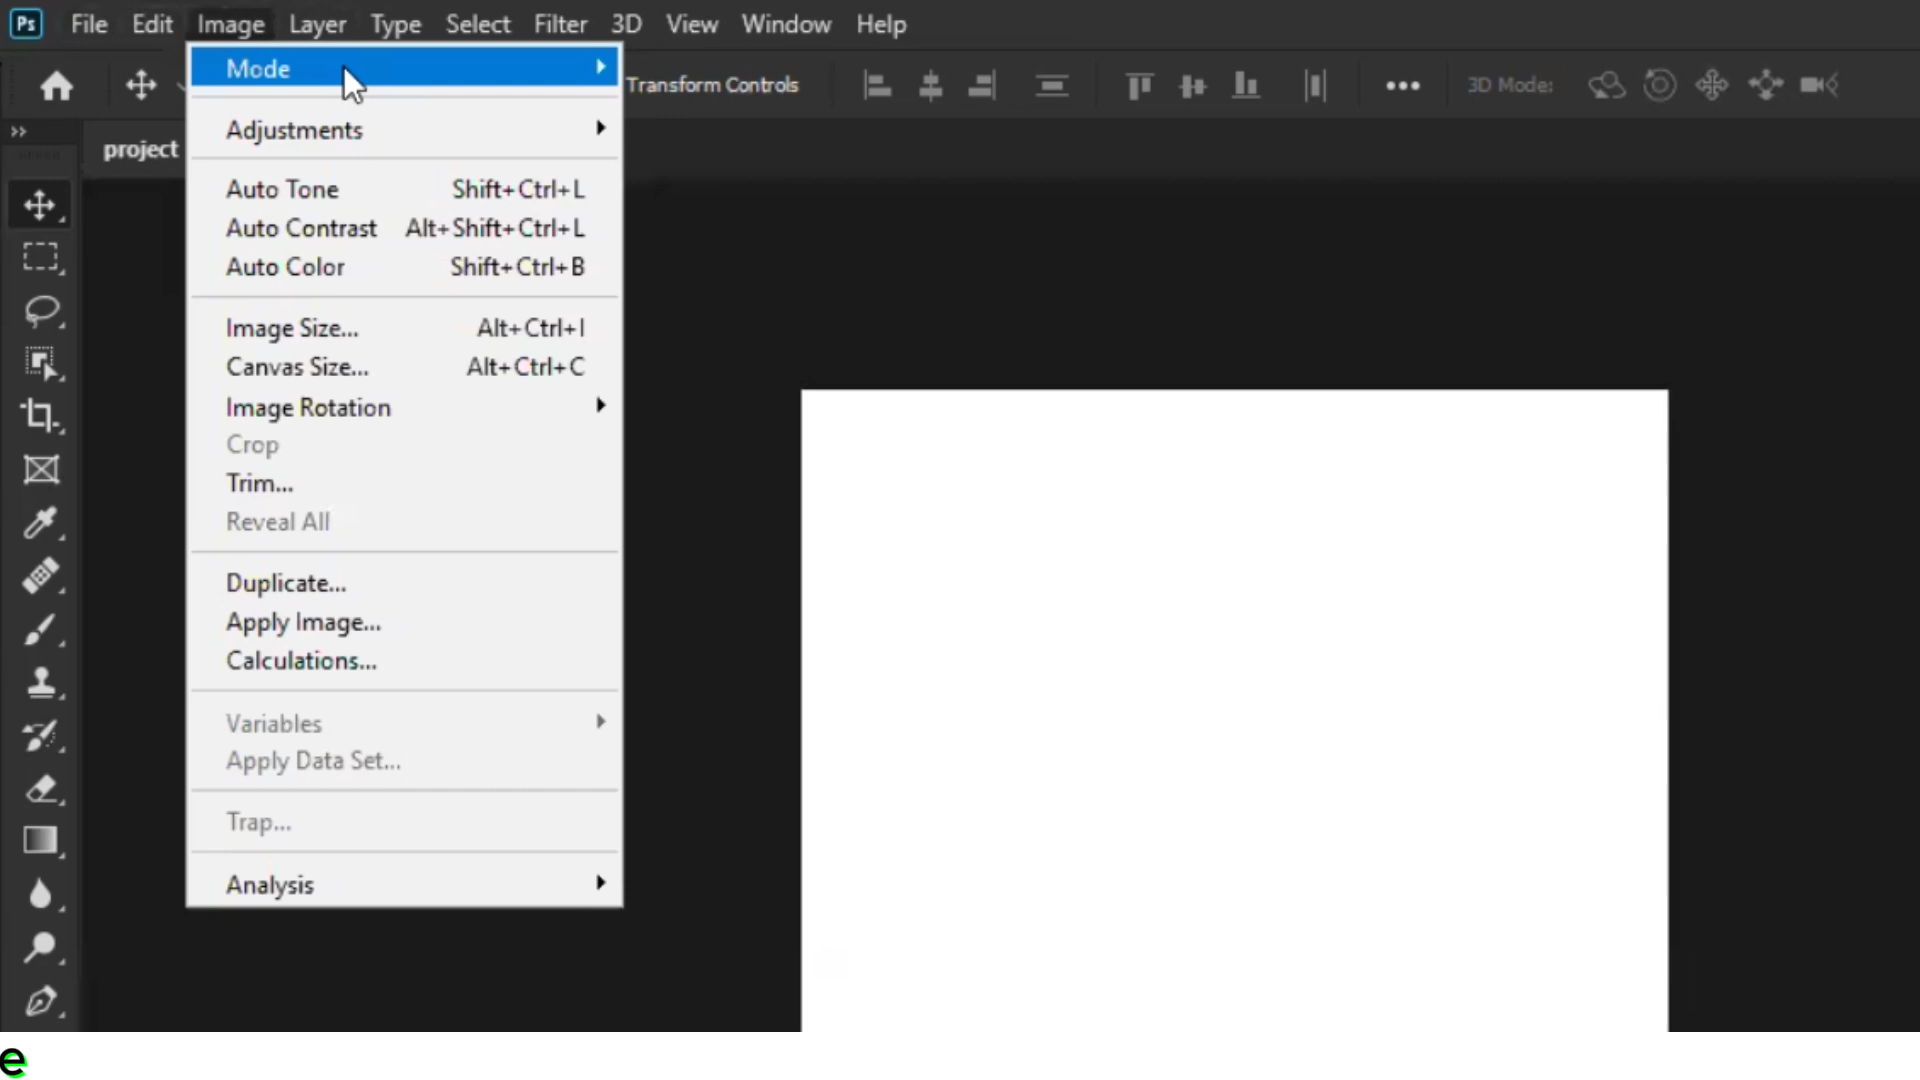 Ps File Edit Image Layer Type Select Filter 3D View Window Help
Transform Controls 3D Mode:
project
Mode
Adjustments
Auto Tone Shift+Ctrl+L
Auto Contrast Alt+Shift+Ctrl+L
Auto Color Shift+Ctrl+B
Image Size... Alt+Ctrl+I
Canvas Size... Alt+Ctrl+C
Image Rotation
Crop
Trim...
Reveal All
Duplicate...
Apply Image...
Calculations...
Variables
Apply Data Set...
Trap...
Analysis
e